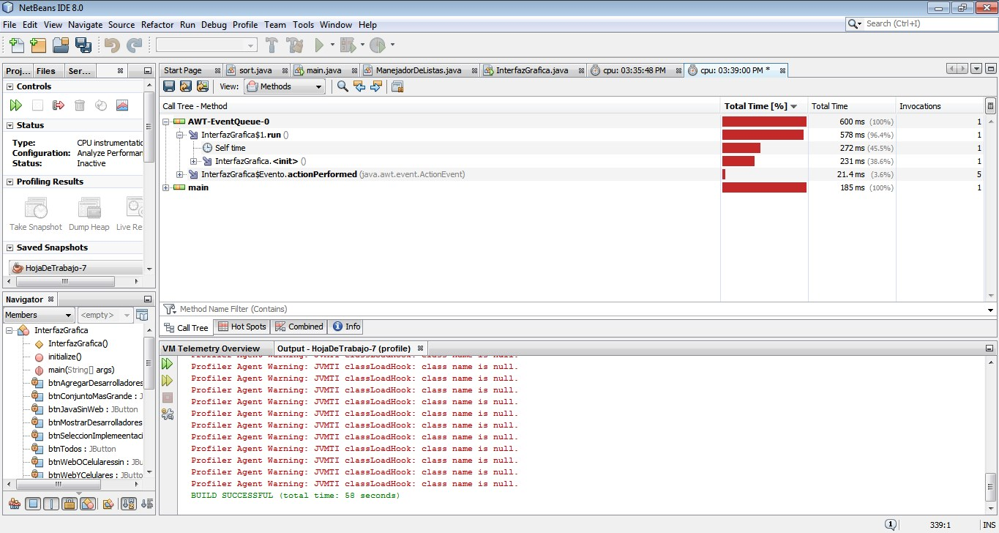 NetBeans IDE 8.0
File Edit View Navigate Source Refactor Run Debug Profile Team Tools Window Help
Search (Ctrl+I)
Proj... Files Ser...
Controls
Status
Type: CPU instrumentatic
Configuration: Analyze Performar
Status: Inactive
Profiling Results
Take Snapshot Dump Heap Live Re
Saved Snapshots
HojaDeTrabajo-7
Navigator
Members <empty>
InterfazGrafica
InterfazGrafica()
initialize()
main(String[] args)
btnAgregarDesarrolladores
btnConjuntoMasGrande : J
btnJavaSinWeb : JButton
btnMostrarDesarrolladores
btnSeleccionImplemeentaci
btnTodos : JButton
btnWebOCelularessin : JBu
btnWebYCelulares : JButto
Start Page sort.java main.java ManejadorDeListas.java InterfazGrafica.java cpu: 03:35:48 PM cpu: 03:39:00 PM *
View: Methods
Call Tree - Method Total Time [%] Total Time Invocations
AWT-EventQueue-0 600 ms (100%) 1
InterfazGrafica$1.run () 578 ms (96.4%) 1
Self time 272 ms (45.5%) 1
InterfazGrafica.<init> () 231 ms (38.6%) 1
InterfazGrafica$Evento.actionPerformed (java.awt.event.ActionEvent) 21.4 ms (3.6%) 5
main 185 ms (100%) 1
Method Name Filter (Contains)
Call Tree Hot Spots Combined Info
VM Telemetry Overview Output - HojaDeTrabajo-7 (profile)
Profiler Agent Warning: JVMTI classLoadHook: class name is null.
Profiler Agent Warning: JVMTI classLoadHook: class name is null.
Profiler Agent Warning: JVMTI classLoadHook: class name is null.
Profiler Agent Warning: JVMTI classLoadHook: class name is null.
Profiler Agent Warning: JVMTI classLoadHook: class name is null.
Profiler Agent Warning: JVMTI classLoadHook: class name is null.
Profiler Agent Warning: JVMTI classLoadHook: class name is null.
Profiler Agent Warning: JVMTI classLoadHook: class name is null.
Profiler Agent Warning: JVMTI classLoadHook: class name is null.
Profiler Agent Warning: JVMTI classLoadHook: class name is null.
Profiler Agent Warning: JVMTI classLoadHook: class name is null.
Profiler Agent Warning: JVMTI classLoadHook: class name is null.
BUILD SUCCESSFUL (total time: 58 seconds)
1 339:1 INS